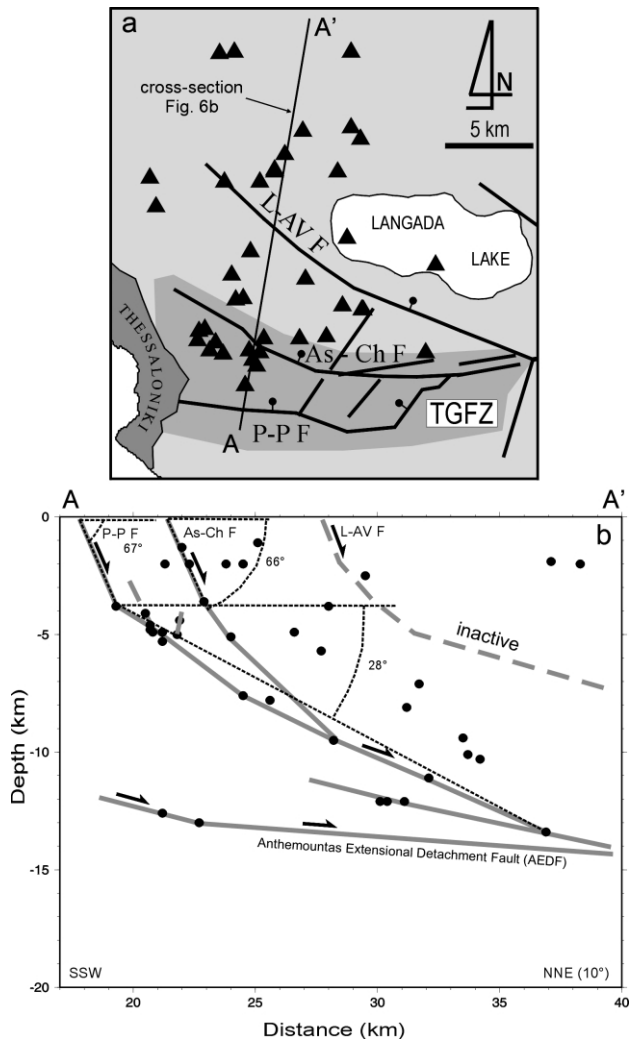 a
A'
cross-section
Fig. 6b
N
5 km
L-AV F
LANGADA
LAKE
THESSALONIKI
As - Ch F
P-P F
TGFZ
A
A
A'
b
P-P F
67°
As-Ch F
66°
L-AV F
inactive
28°
Anthemountas Extensional Detachment Fault (AEDF)
0
-5
-10
-15
-20
Depth (km)
SSW
NNE (10°)
20
25
30
35
40
Distance (km)